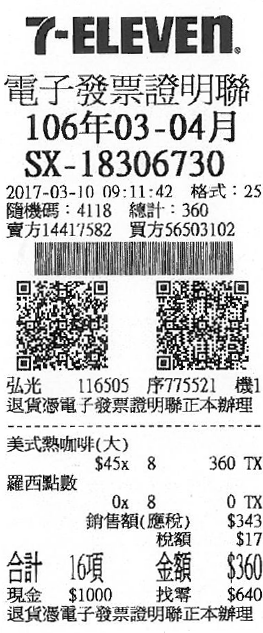 7-ELEVEN®
電子發票證明聯
106年03-04月
SX-18306730
2017-03-10 09:11:42 格式:25
隨機碼:4118 總計:360
賣方14417582 買方56503102
弘光 116505 序775521 機1
退貨憑電子發票證明聯正本辦理
美式熱咖啡(大)
$45x 8 360 TX
羅西點數
0x 8 0 TX
銷售額(應稅) $343
稅額 $17
合計 16項 金額 $360
現金 $1000 找零 $640
退貨憑電子發票證明聯正本辦理